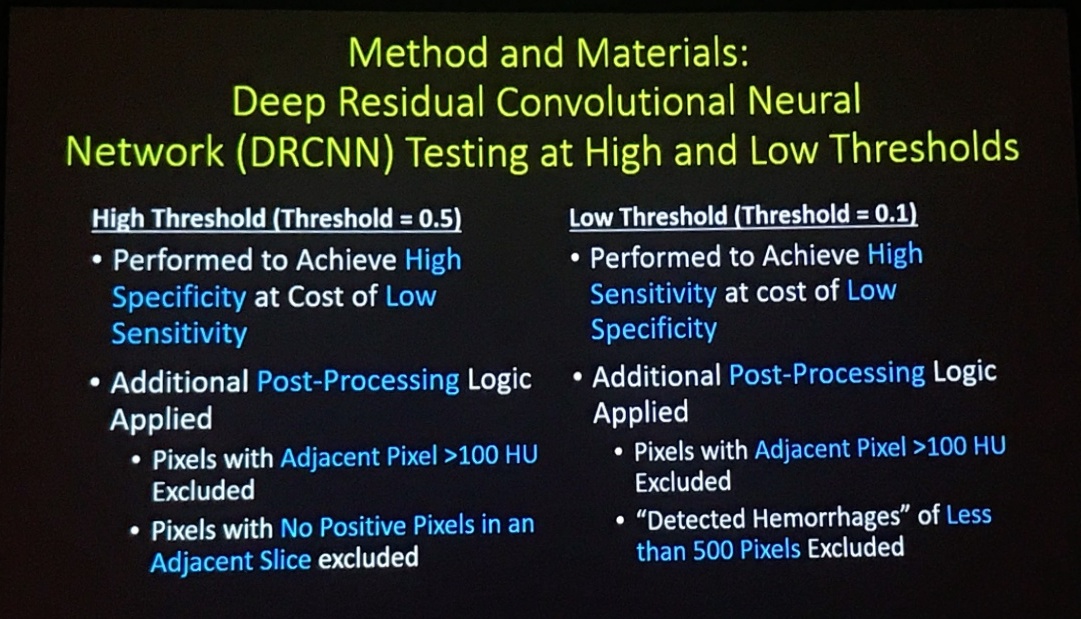 Method and Materials:
Deep Residual Convolutional Neural
Network (DRCNN) Testing at High and Low Thresholds
High Threshold (Threshold = 0.5)
• Performed to Achieve High
Specificity at Cost of Low
Sensitivity
• Additional Post-Processing Logic
Applied
• Pixels with Adjacent Pixel >100 HU
Excluded
• Pixels with No Positive Pixels in an
Adjacent Slice excluded
Low Threshold (Threshold = 0.1)
• Performed to Achieve High
Sensitivity at cost of Low
Specificity
• Additional Post-Processing Logic
Applied
• Pixels with Adjacent Pixel >100 HU
Excluded
• “Detected Hemorrhages” of Less
than 500 Pixels Excluded